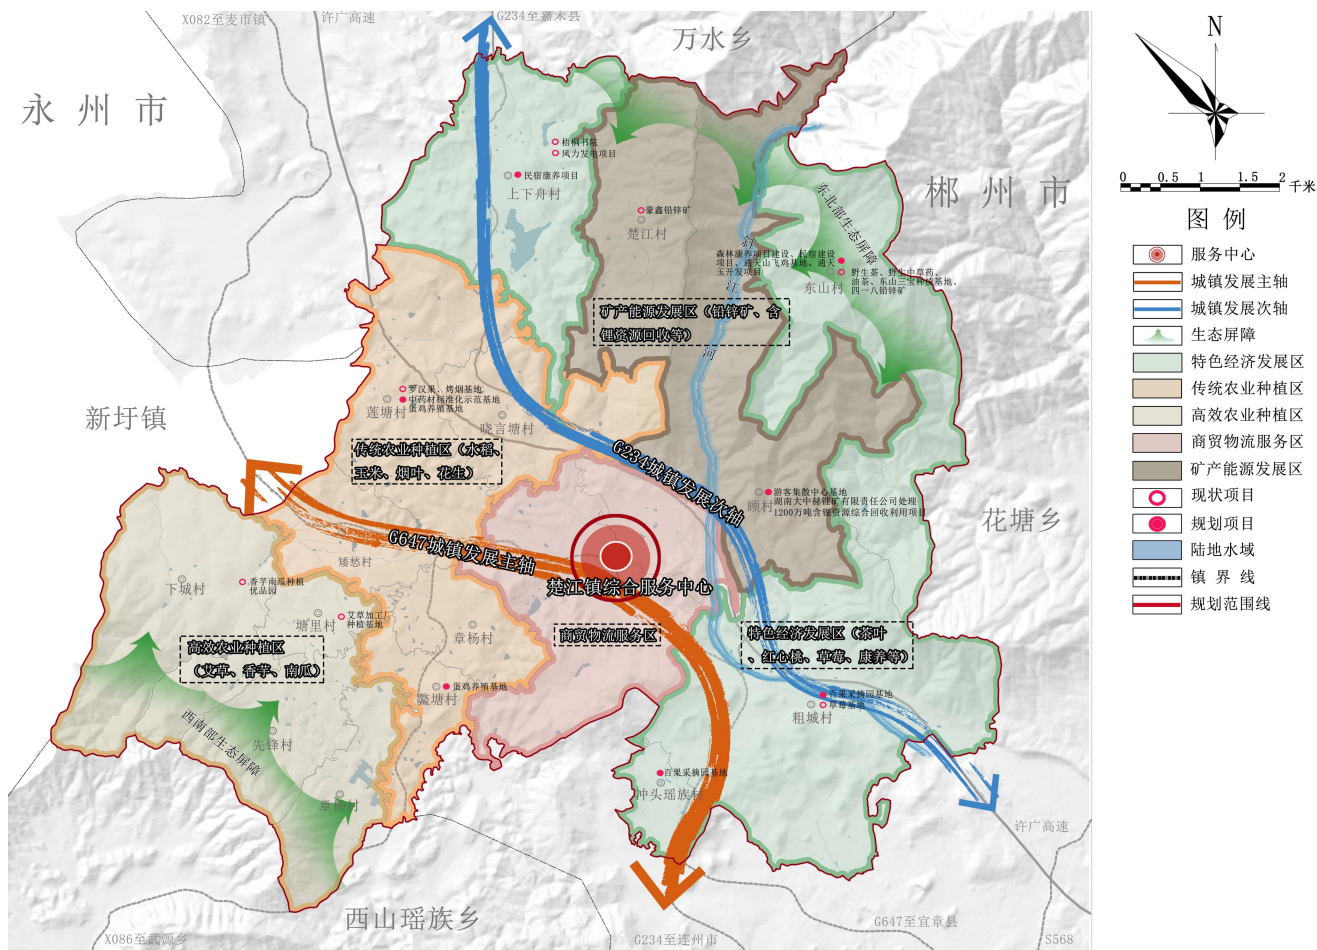 X082至麦市镇
许广高速
G234至嘉禾县
万水乡
永州市
郴州市
新圩镇
花塘乡
西山瑶族乡
梧桐书院
风力发电项目
民宿康养项目
上下舟村
豪鑫铅锌矿
楚江村
东北部生态屏障
森林康养项目建设、民宿建设
项目、通天山飞鸡基地、通天
玉开发项目
野生茶、野生中草药、
油茶、东山三宝种植基地、
四一八铅锌矿
东山村
江
河
矿产能源发展区（铅锌矿、含
锂资源回收等）
罗汉果、烤烟基地
中药材标准化示范基地
蛋鸡养殖基地
莲塘村
晓言塘村
传统农业种植区（水稻、
玉米、烟叶、花生）
G234城镇发展次轴
游客集散中心基地
湖南大中赫锂矿有限责任公司处理
1200万吨含锂资源综合回收利用项目
顾村
G647城镇发展主轴
矮愁村
楚江镇综合服务中心
下城村
香芋南瓜种植
优品园
塘里村
艾草加工厂
种植基地
章杨村
商贸物流服务区
特色经济发展区（茶叶
、红心桃、草莓、康养等）
高效农业种植区
（艾草、香芋、南瓜）
蛋鸡养殖基地
鳌塘村
百果采摘园基地
草莓基地
粗城村
西南部生态屏障
先锋村
百果采摘园基地
冲头瑶族村
许广高速
X086至武源乡
G234至连州市
G647至宜章县
S568
N
0 0.5 1 1.5 2 千米
图例
服务中心
城镇发展主轴
城镇发展次轴
生态屏障
特色经济发展区
传统农业种植区
高效农业种植区
商贸物流服务区
矿产能源发展区
现状项目
规划项目
陆地水域
镇界线
规划范围线